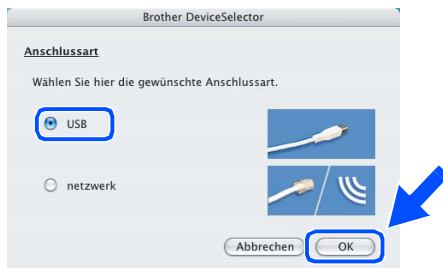 Brother DeviceSelector
Anschlussart
Wählen Sie hier die gewünschte Anschlussart.
USB
netzwerk
Abbrechen OK